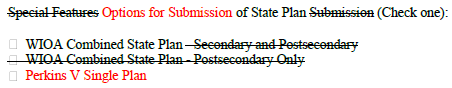 Special Features Options for Submission of State Plan Submission (Check one):
☐ WIOA Combined State Plan - Secondary and Postsecondary
☐ WIOA Combined State Plan - Postsecondary Only
☐ Perkins V Single Plan